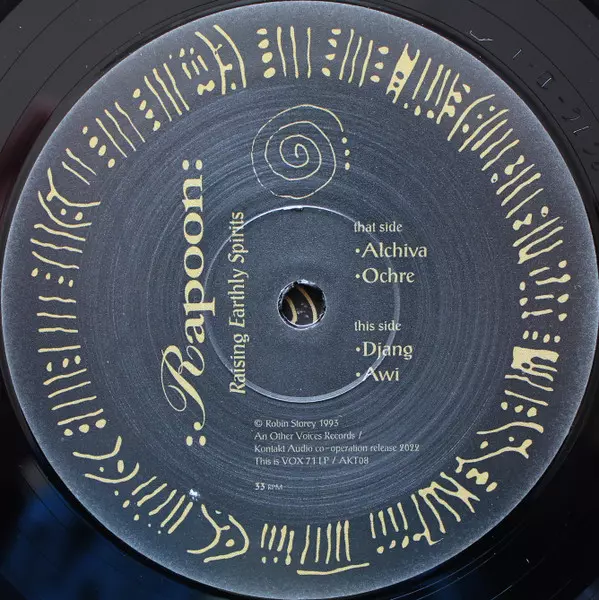 :Rapoon:
Raising Earthly Spirits
that side
•Alchiva
•Ochre
this side
•Djang
•Awi
© Robin Storey 1993
An Other Voices Records /
Kontakt Audio co-operation release 2022
This is VOX 71 LP / AKT08
33 RPM